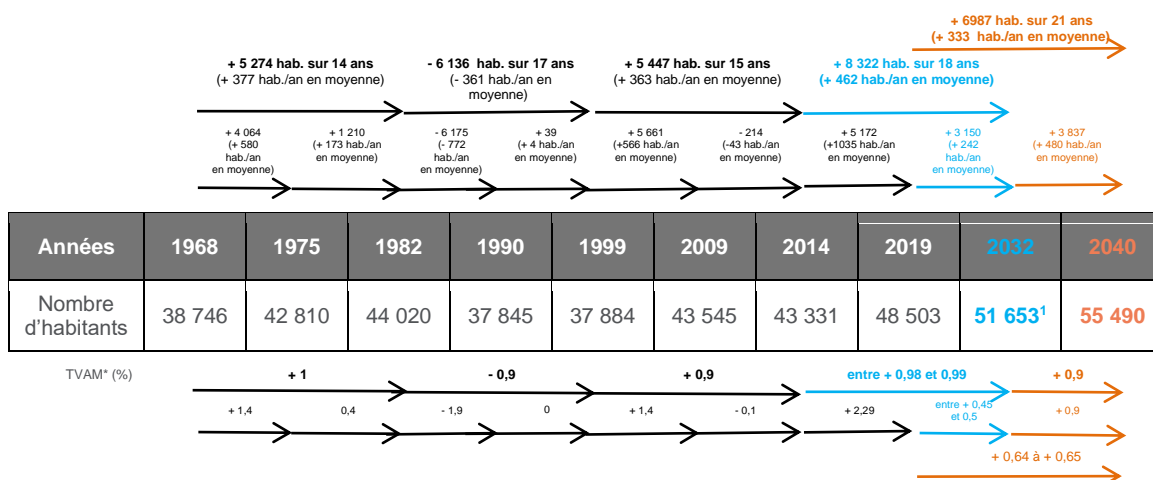 + 6987 hab. sur 21 ans
(+ 333 hab./an en moyenne)
+ 5 274 hab. sur 14 ans
(+ 377 hab./an en moyenne)
- 6 136 hab. sur 17 ans
(- 361 hab./an en
moyenne)
+ 5 447 hab. sur 15 ans
(+ 363 hab./an en moyenne)
+ 8 322 hab. sur 18 ans
(+ 462 hab./an en moyenne)
+ 4 064
(+ 580
hab./an
en moyenne)
+ 1 210
(+ 173 hab./an
en moyenne)
- 6 175
(- 772
hab./an
en moyenne)
+ 39
(+ 4 hab./an
en moyenne)
+ 5 661
(+566 hab./an
en moyenne)
- 214
(-43 hab./an
en moyenne)
+ 5 172
(+1035 hab./an
en moyenne)
+ 3 150
(+ 242
hab./an
en moyenne)
+ 3 837
(+ 480 hab./an
en moyenne)
Années 1968 1975 1982 1990 1999 2009 2014 2019 2032 2040
Nombre
d'habitants 38 746 42 810 44 020 37 845 37 884 43 545 43 331 48 503 51 653¹ 55 490
TVAM* (%) + 1 - 0,9 + 0,9 entre + 0,98 et 0,99 + 0,9
+ 1,4 0,4 - 1,9 0 + 1,4 - 0,1 + 2,29 entre + 0,45
et 0,5 + 0,9
+ 0,64 à + 0,65